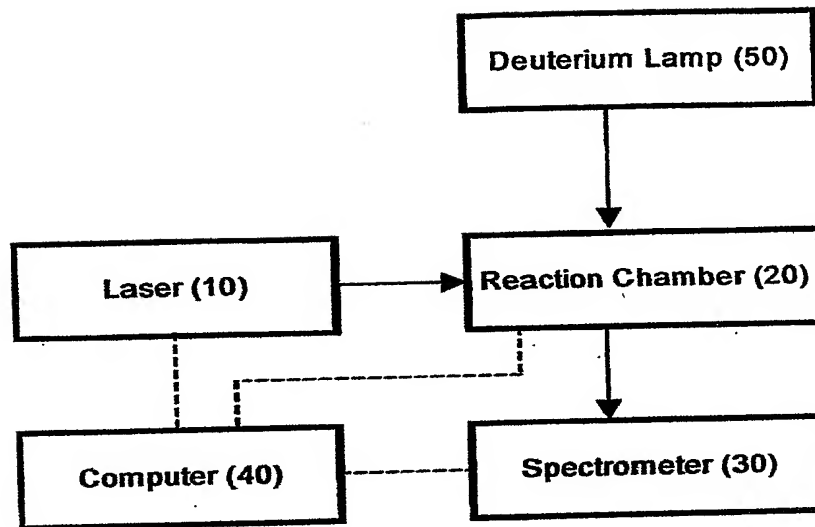 Deuterium Lamp (50)
Laser (10)
Reaction Chamber (20)
Computer (40)
Spectrometer (30)